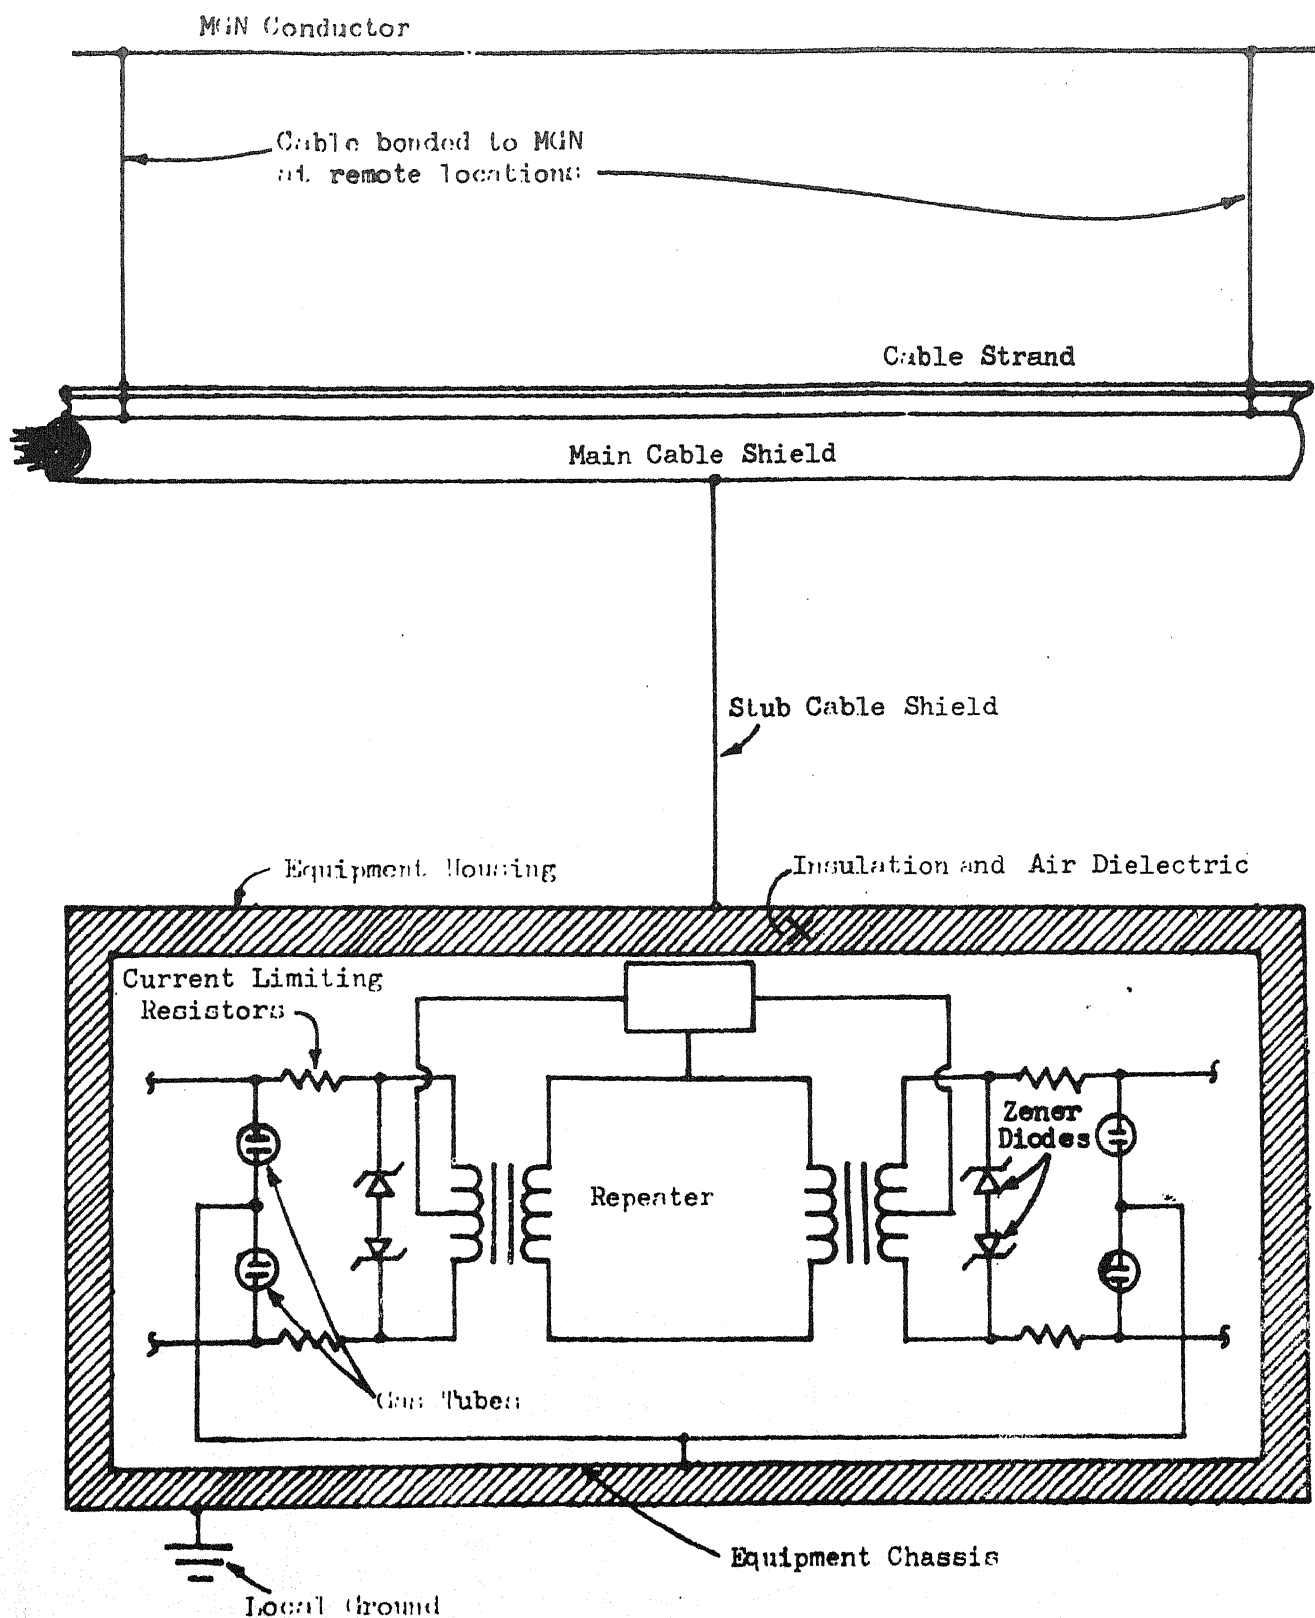 MGN Conductor
Cable bonded to MGN
at remote locations
Cable Strand
Main Cable Shield
Stub Cable Shield
Equipment Housing
Insulation and Air Dielectric
Current Limiting
Resistors
Zener
Diodes
Repeater
Gas Tubes
Equipment Chassis
Local Ground